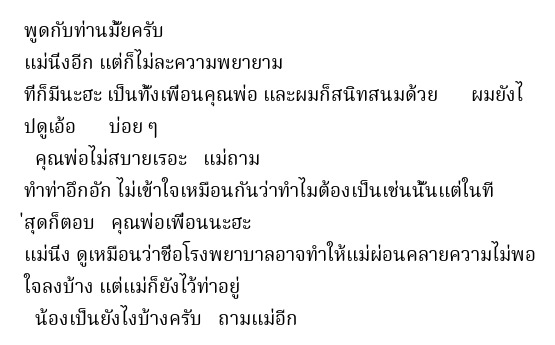 พูดกับท่านมั้ยครับ
แม่นิ่งอีก แต่ก็ไม่ละความพยายาม
ที่ก็มีนะฮะ เป็นทั้งเพื่อนคุณพ่อ และผมก็สนิทสนมด้วย ผมยังไ
ปดูเอ้อ บ่อย ๆ
คุณพ่อไม่สบายเรอะ แม่ถาม
ทำท่าอึกอัก ไม่เข้าใจเหมือนกันว่าทำไมต้องเป็นเช่นนั้นแต่ในที
่สุดก็ตอบ คุณพ่อเพื่อนนะฮะ
แม่นิ่ง ดูเหมือนว่าชื่อโรงพยาบาลอาจทำให้แม่ผ่อนคลายความไม่พอ
ใจลงบ้าง แต่แม่ก็ยังไว้ท่าอยู่
น้องเป็นยังไงบ้างครับ ถามแม่อีก